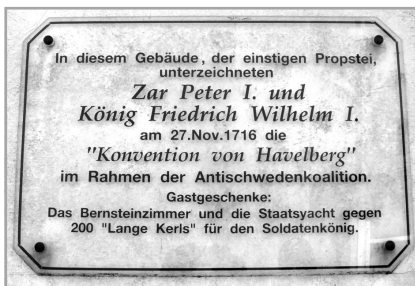 In diesem Gebäude, der einstigen Propstei,
unterzeichneten
Zar Peter I. und
König Friedrich Wilhelm I.
am 27.Nov.1716 die
"Konvention von Havelberg"
im Rahmen der Antischwedenkoalition.
Gastgeschenke:
Das Bernsteinzimmer und die Staatsyacht gegen
200 "Lange Kerls" für den Soldatenkönig.